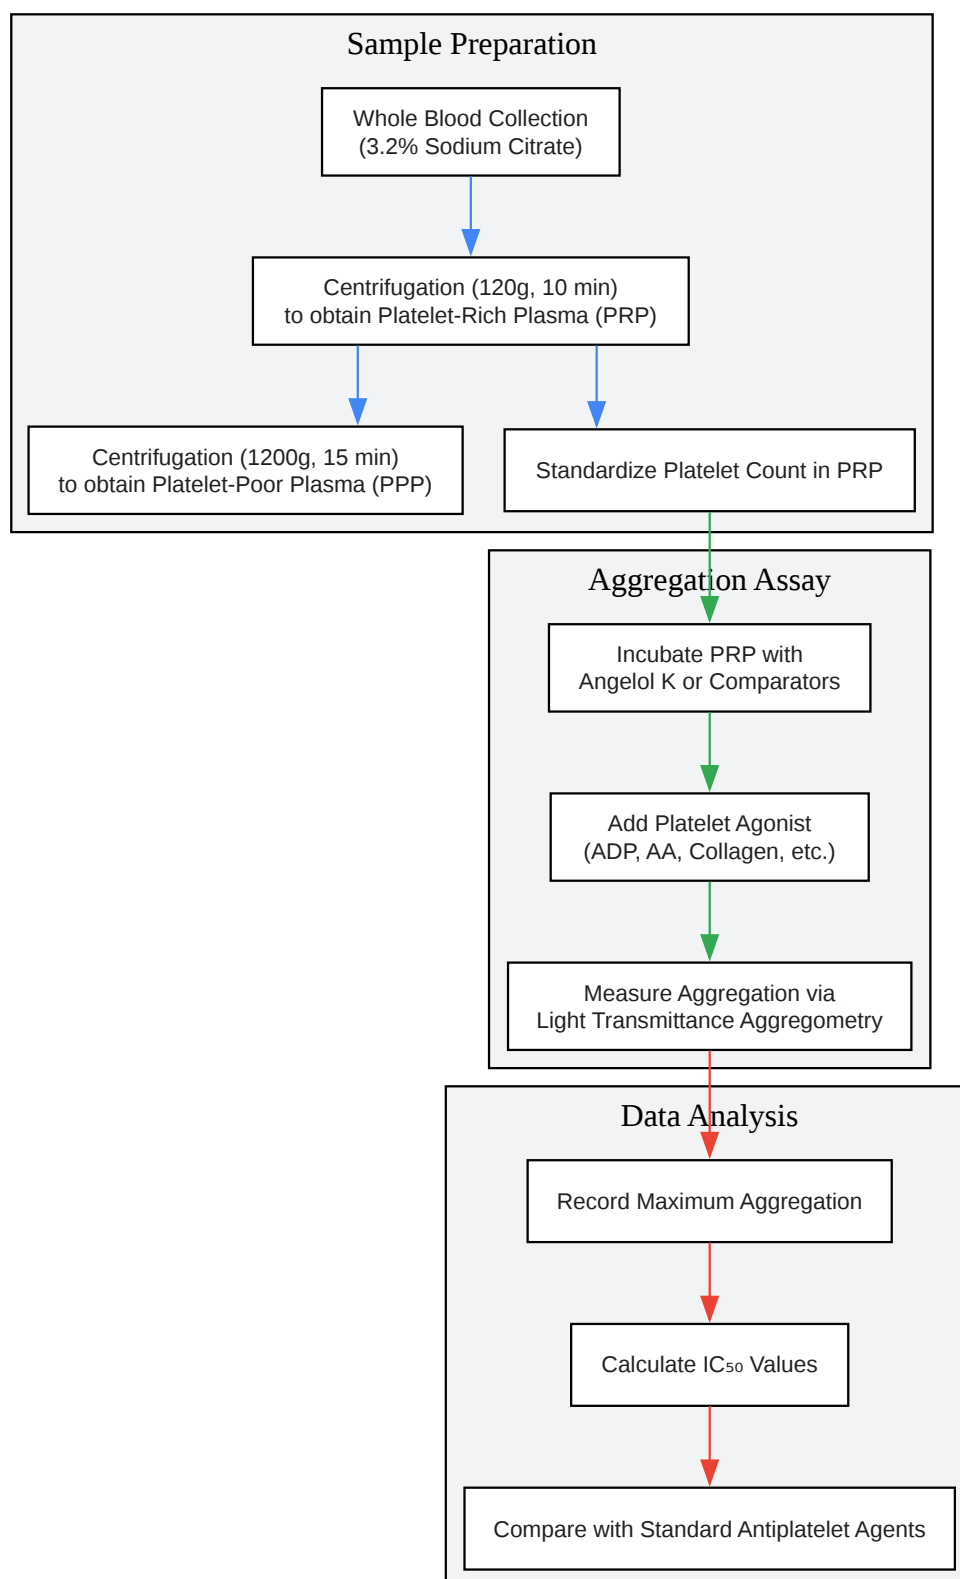 Sample Preparation
Whole Blood Collection
(3.2% Sodium Citrate)
Centrifugation (120g, 10 min)
to obtain Platelet-Rich Plasma (PRP)
Centrifugation (1200g, 15 min)
to obtain Platelet-Poor Plasma (PPP)
Standardize Platelet Count in PRP
Aggregation Assay
Incubate PRP with
Angelol K or Comparators
Add Platelet Agonist
(ADP, AA, Collagen, etc.)
Measure Aggregation via
Light Transmittance Aggregometry
Data Analysis
Record Maximum Aggregation
Calculate IC₅₀ Values
Compare with Standard Antiplatelet Agents